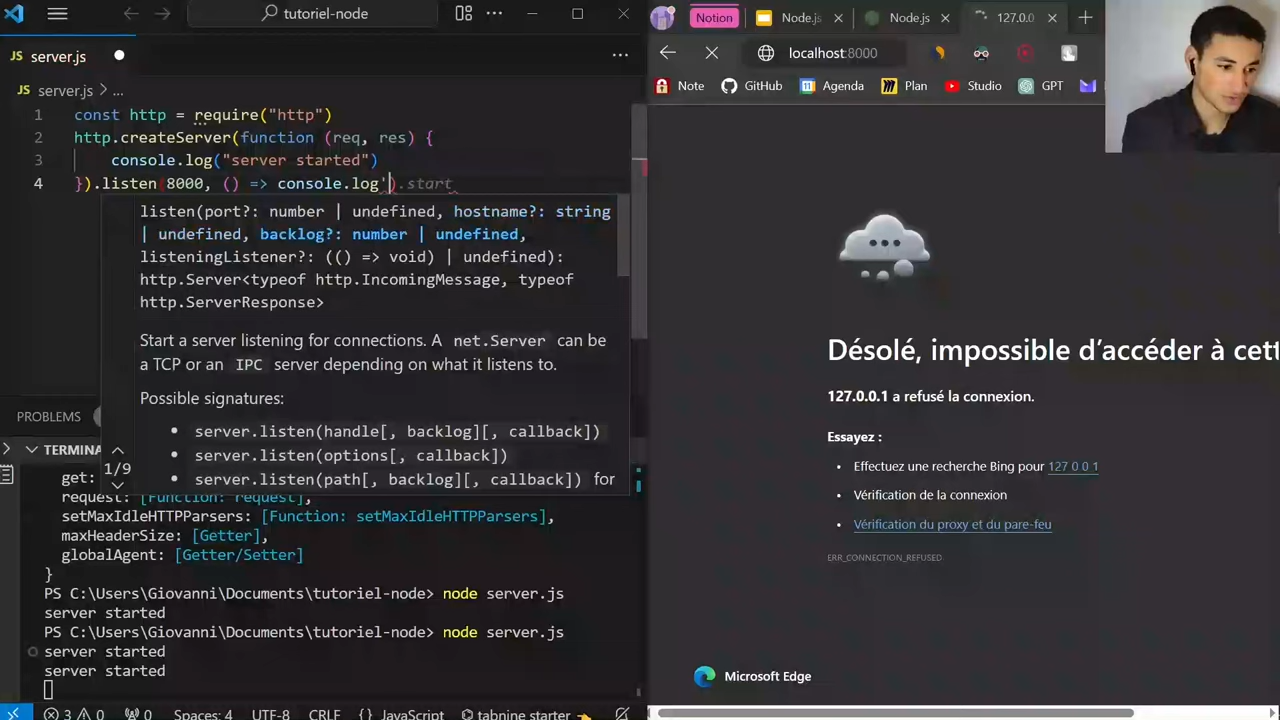 tutoriel-node
JS server.js
JS server.js > ...
1 const http = require("http")
2 http.createServer(function (req, res) {
3 console.log("server started")
4 }).listen(8000, () => console.log').start
listen(port?: number | undefined, hostname?: string
| undefined, backlog?: number | undefined,
listeningListener?: (() => void) | undefined):
http.Server<typeof http.IncomingMessage, typeof
http.ServerResponse>
Start a server listening for connections. A net.Server can be
a TCP or an IPC server depending on what it listens to.
Possible signatures:
• server.listen(handle[, backlog][, callback])
• server.listen(options[, callback])
1/9
• server.listen(path[, backlog][, callback]) for
PROBLEMS
TERMINA
get:
request: [Function: request],
setMaxIdleHTTPParsers: [Function: setMaxIdleHTTPParsers],
maxHeaderSize: [Getter],
globalAgent: [Getter/Setter]
}
PS C:\Users\Giovanni\Documents\tutoriel-node> node server.js
server started
PS C:\Users\Giovanni\Documents\tutoriel-node> node server.js
server started
server started
3 0 0 Spaces: 4 UTF-8 CRLF {} JavaScript tabnine starter
Notion Node.js Node.js 127.0.0
localhost:8000
Note GitHub Agenda Plan Studio GPT
Désolé, impossible d’accéder à cett
127.0.0.1 a refusé la connexion.
Essayez :
• Effectuez une recherche Bing pour 127 0 0 1
• Vérification de la connexion
• Vérification du proxy et du pare-feu
ERR_CONNECTION_REFUSED
Microsoft Edge